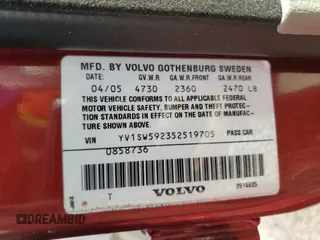 MFD. BY VOLVO GOTHENBURG SWEDEN
DATE: G.V.W.R GA.W.R.FRONT GA.W.R.REAR
04/05 4730 2360 2470 LB
THIS VEHICLE CONFORMS TO ALL APPLICABLE FEDERAL
MOTOR VEHICLE SAFETY, BUMPER AND THEFT PROTEC-
TION STANDARDS IN EFFECT ON THE DATE OF MANUFAC-
TURE SHOWN ABOVE
VIN YV1SW592352519705 PASS CAR
0858736
T VOLVO
DREAMBID